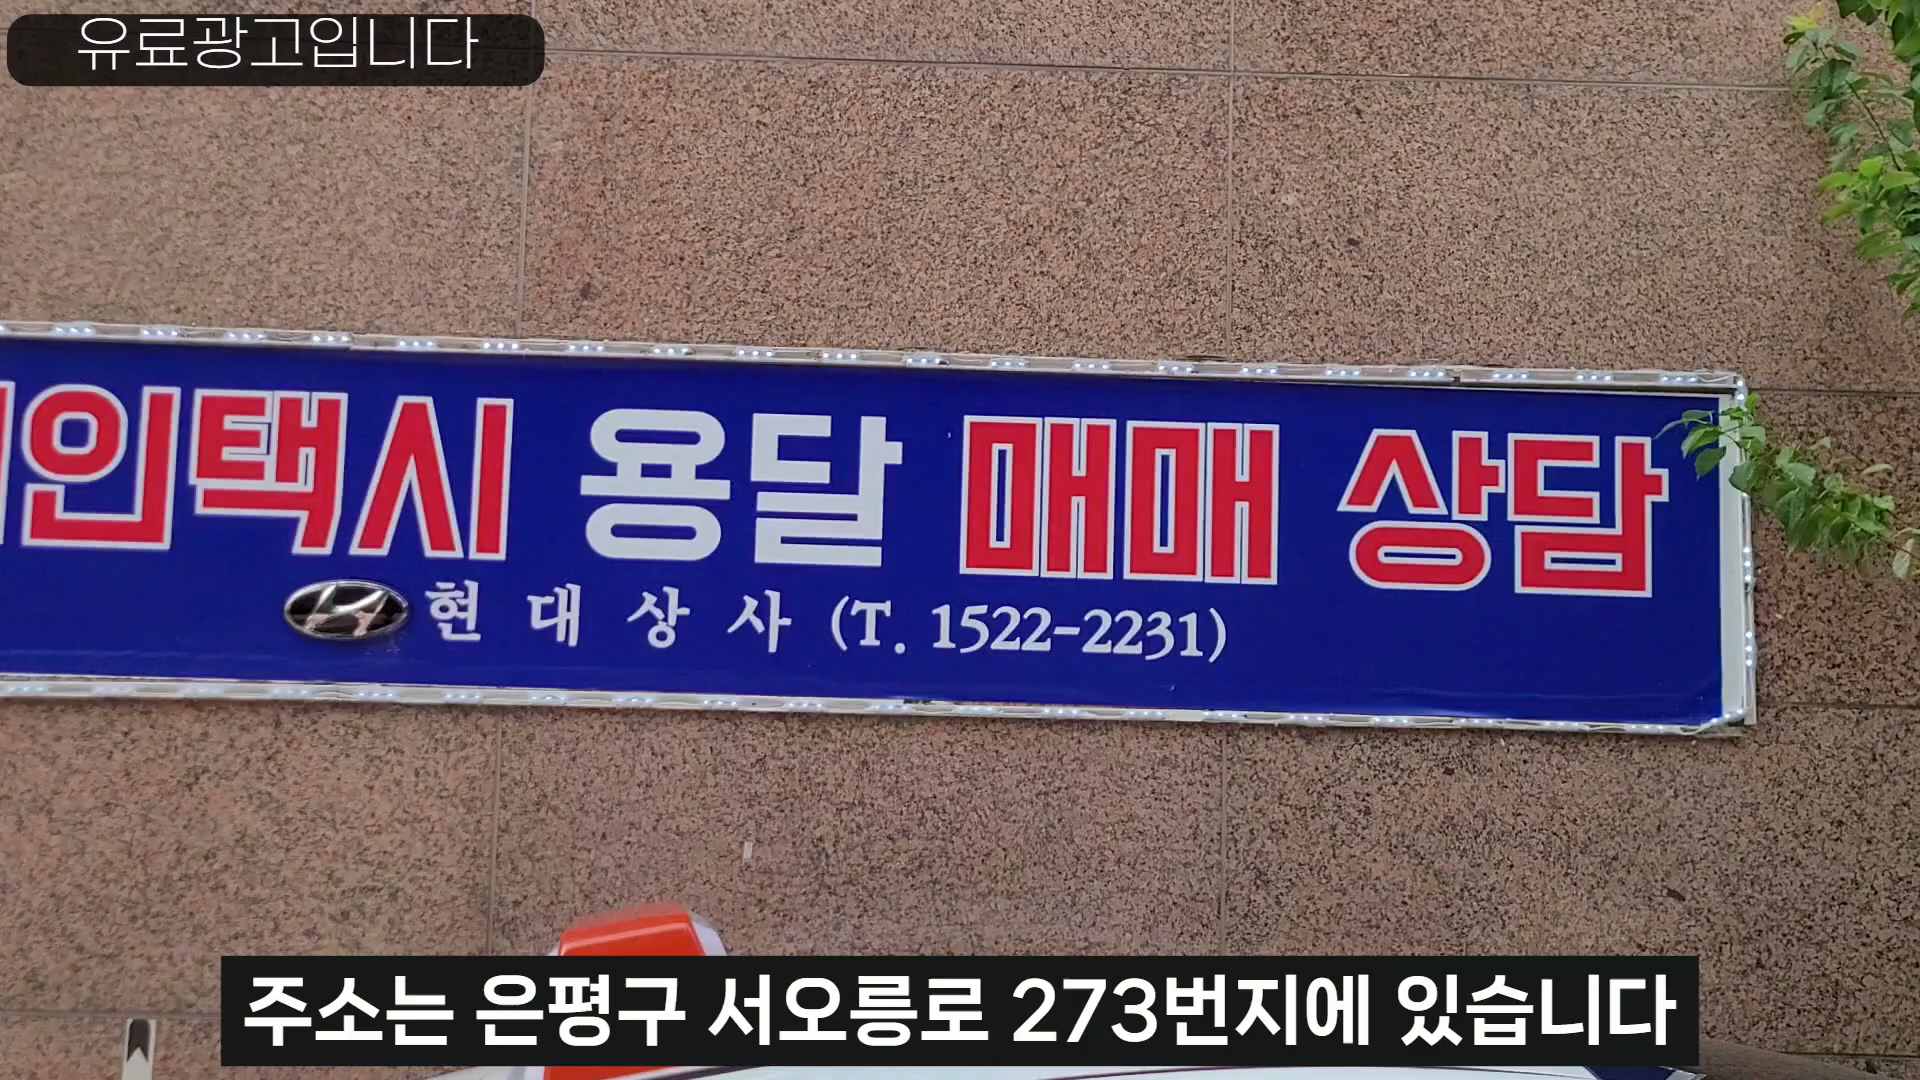 유료광고입니다
인택시 용달 매매 상담
현대상사 (T. 1522-2231)
주소는 은평구 서오릉로 273번지에 있습니다